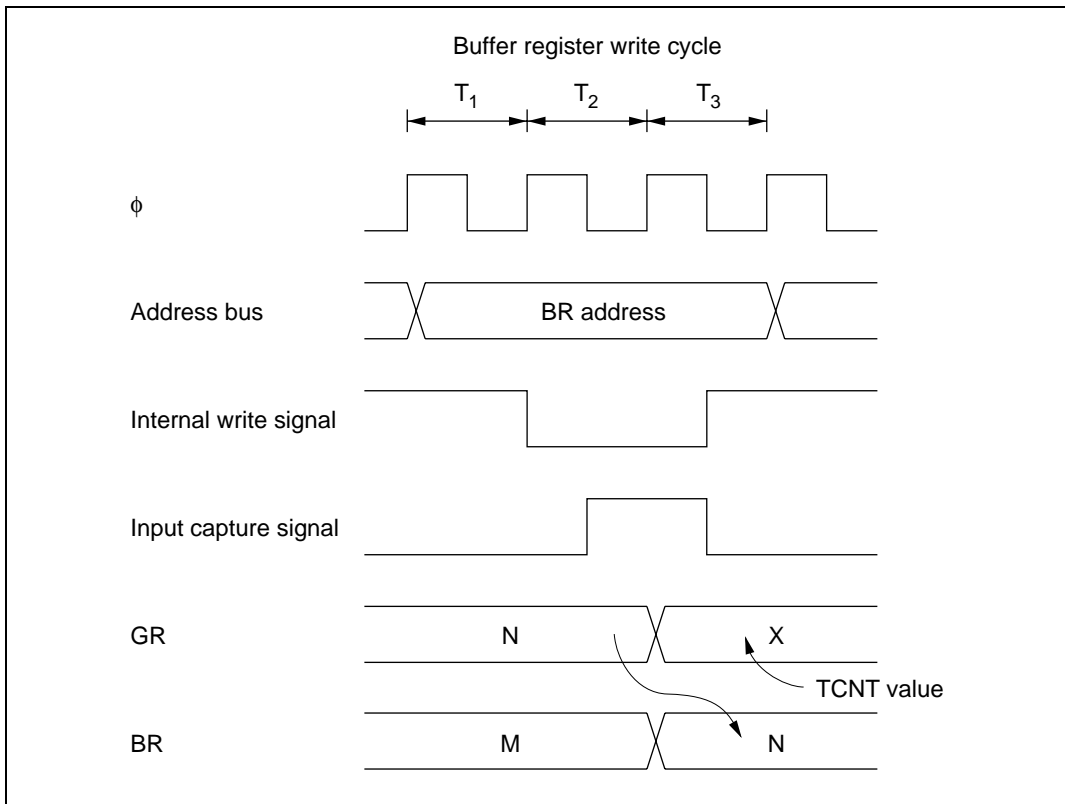 Buffer register write cycle
T1 T2 T3
φ
Address bus BR address
Internal write signal
Input capture signal
GR N X
TCNT value
BR M N